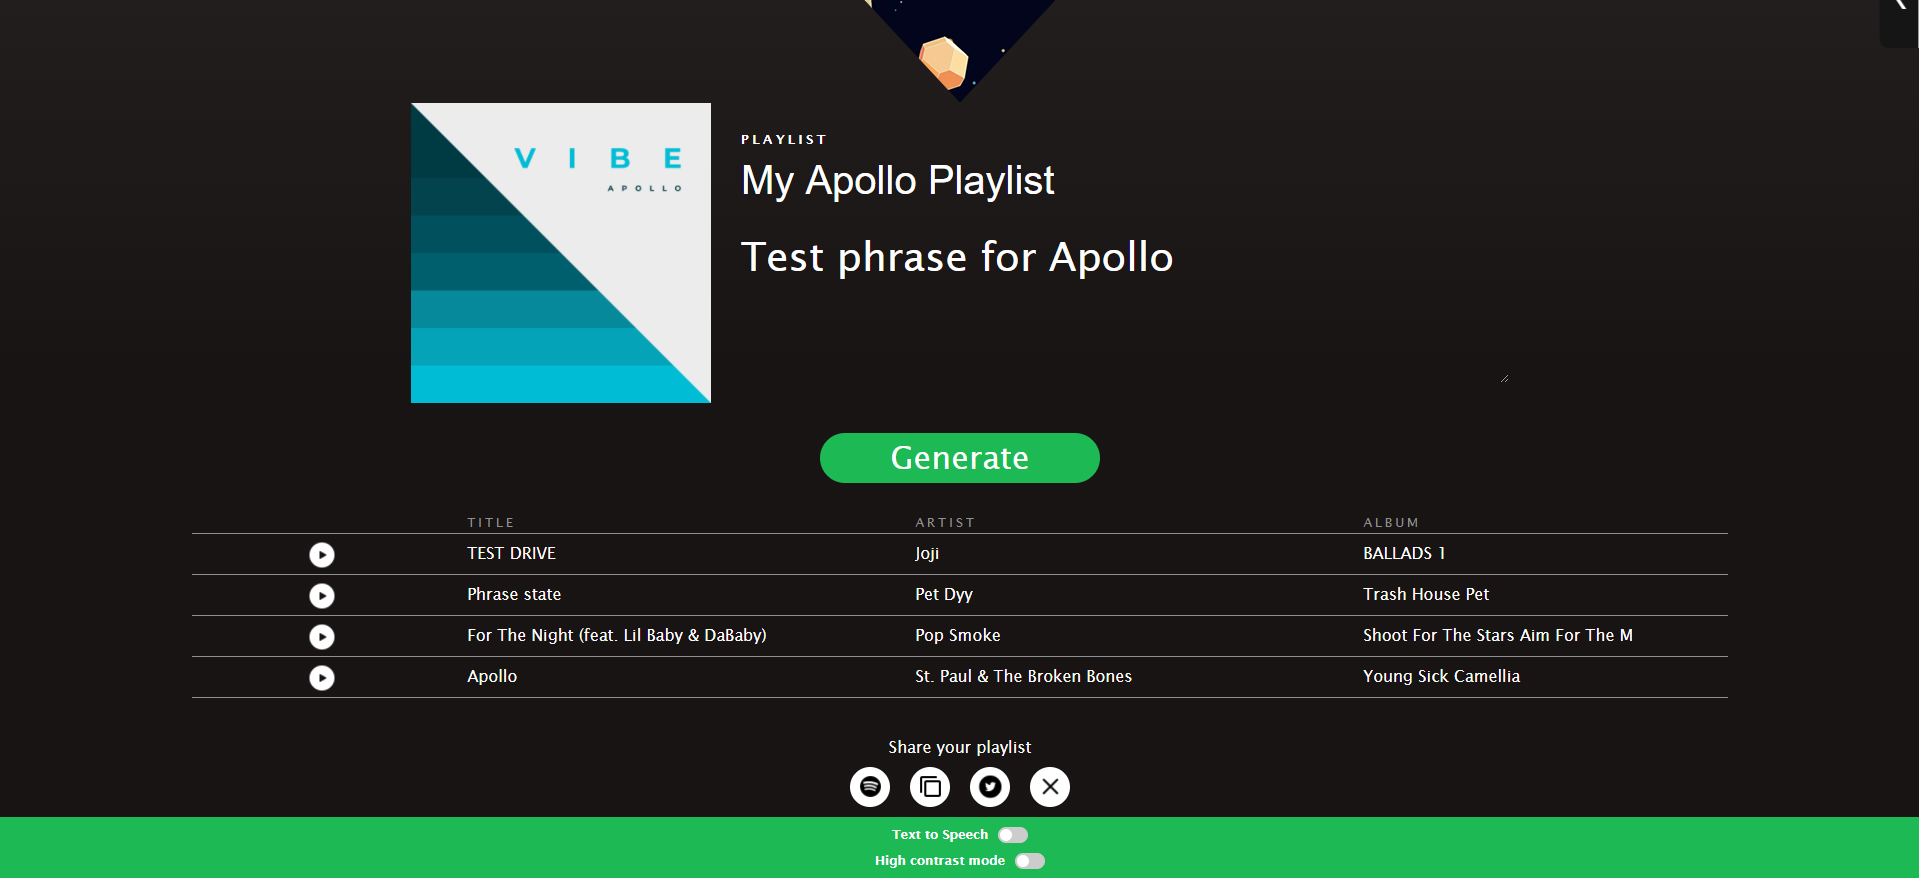 VIBE
APOLLO
PLAYLIST
My Apollo Playlist
Test phrase for Apollo
Generate
TITLE ARTIST ALBUM
TEST DRIVE Joji BALLADS 1
Phrase state Pet Dyy Trash House Pet
For The Night (feat. Lil Baby & DaBaby) Pop Smoke Shoot For The Stars Aim For The M
Apollo St. Paul & The Broken Bones Young Sick Camellia
Share your playlist
Text to Speech
High contrast mode